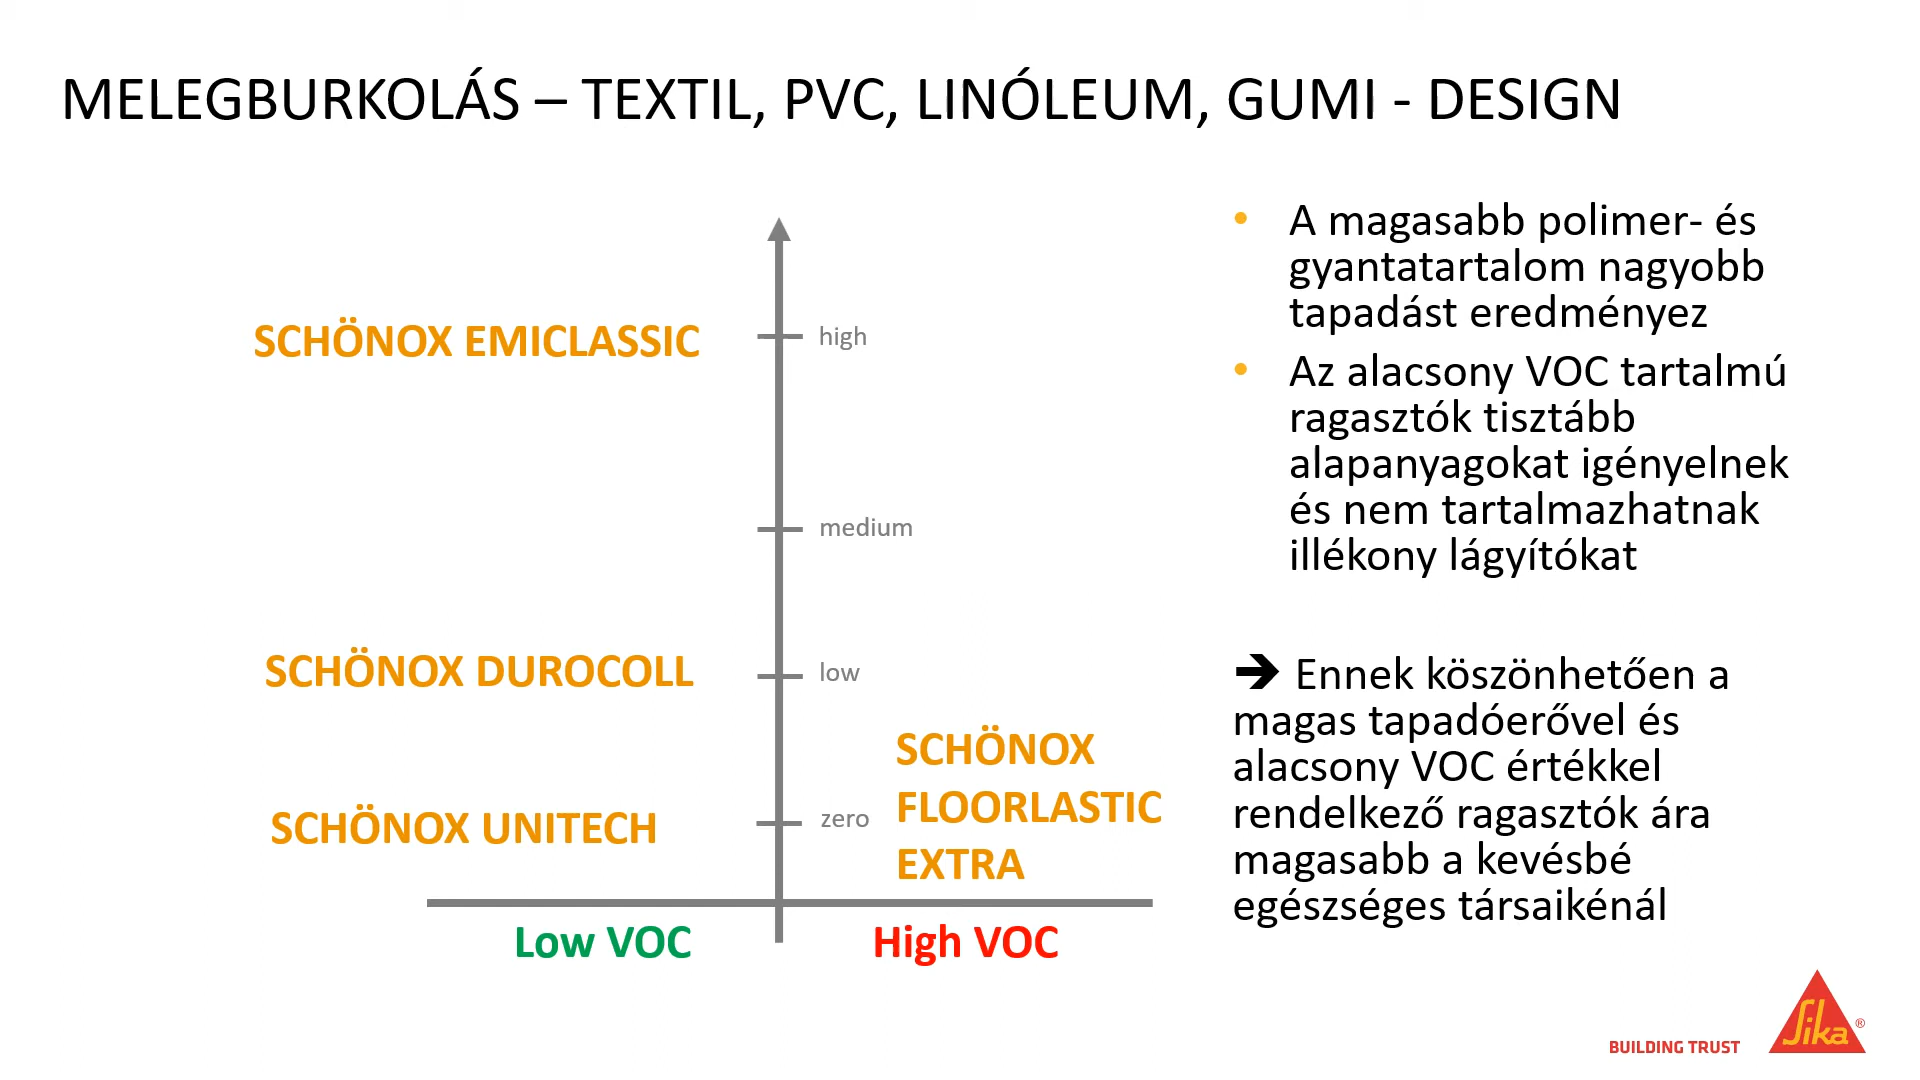 MELEGBURKOLÁS – TEXTIL, PVC, LINÓLEUM, GUMI - DESIGN
SCHÖNOX EMICLASSIC
high
medium
SCHÖNOX DUROCOLL
low
SCHÖNOX UNITECH
zero
SCHÖNOX
FLOORLASTIC
EXTRA
Low VOC
High VOC
• A magasabb polimer- és
gyantatartalom nagyobb
tapadást eredményez
• Az alacsony VOC tartalmú
ragasztók tisztább
alapanyagokat igényelnek
és nem tartalmazhatnak
illékony lágyítókat
➔ Ennek köszönhetően a
magas tapadóerővel és
alacsony VOC értékkel
rendelkező ragasztók ára
magasabb a kevésbé
egészséges társaikénál
BUILDING TRUST
Sika®